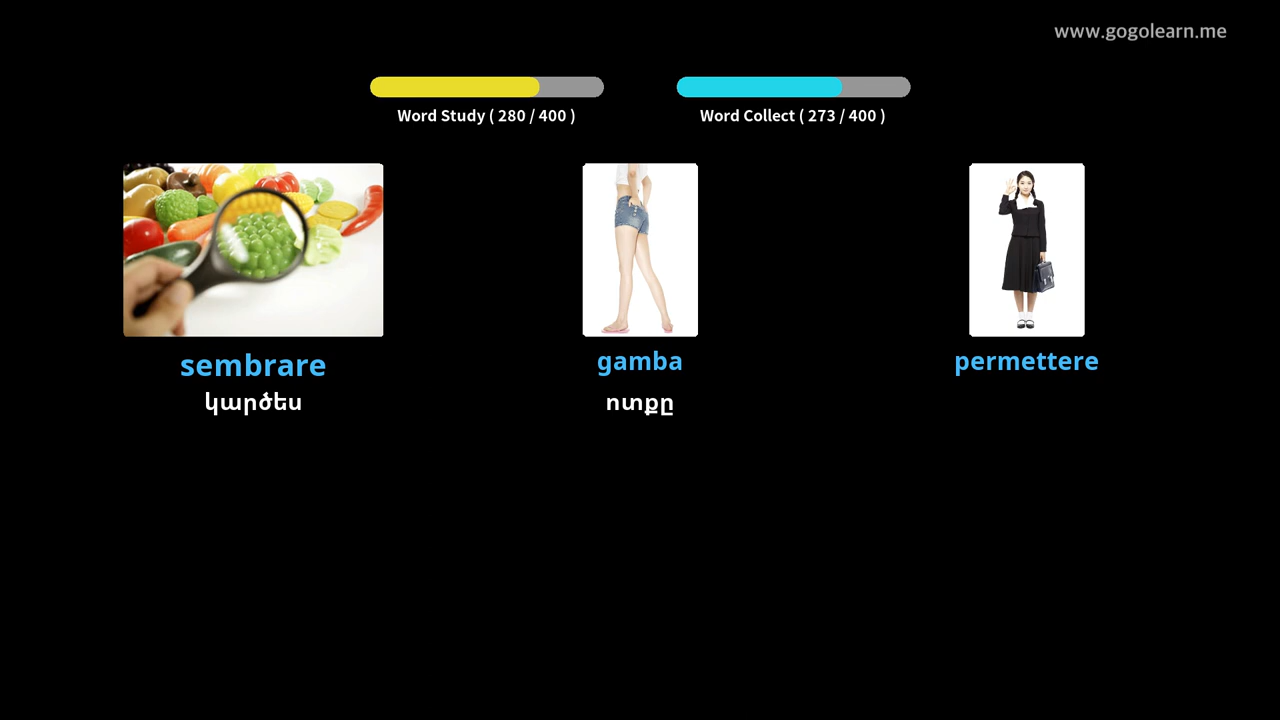 www.gogolearn.me
Word Study ( 280 / 400 )
Word Collect ( 273 / 400 )
sembrare
կարծես
gamba
ոտքը
permettere